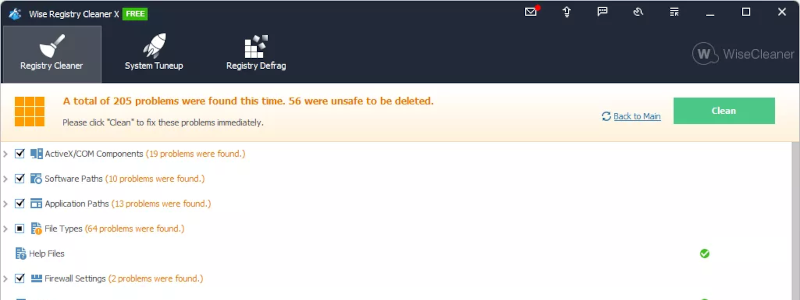 Wise Registry Cleaner X FREE
Registry Cleaner
System Tuneup
Registry Defrag
W WiseCleaner
A total of 205 problems were found this time. 56 were unsafe to be deleted.
Please click "Clean" to fix these problems immediately.
Back to Main
Clean
ActiveX/COM Components (19 problems were found.)
Software Paths (10 problems were found.)
Application Paths (13 problems were found.)
File Types (64 problems were found.)
Help Files
Firewall Settings (2 problems were found.)